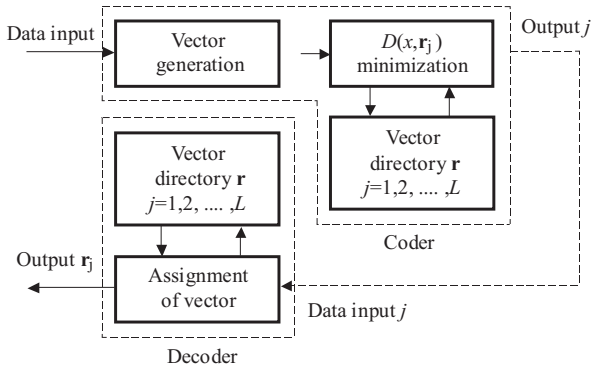 Data input
Vector
generation
D(x,rj)
minimization
Output j
Vector
directory r
j=1,2, .... ,L
Coder
Vector
directory r
j=1,2, .... ,L
Output rj
Assignment
of vector
Data input j
Decoder